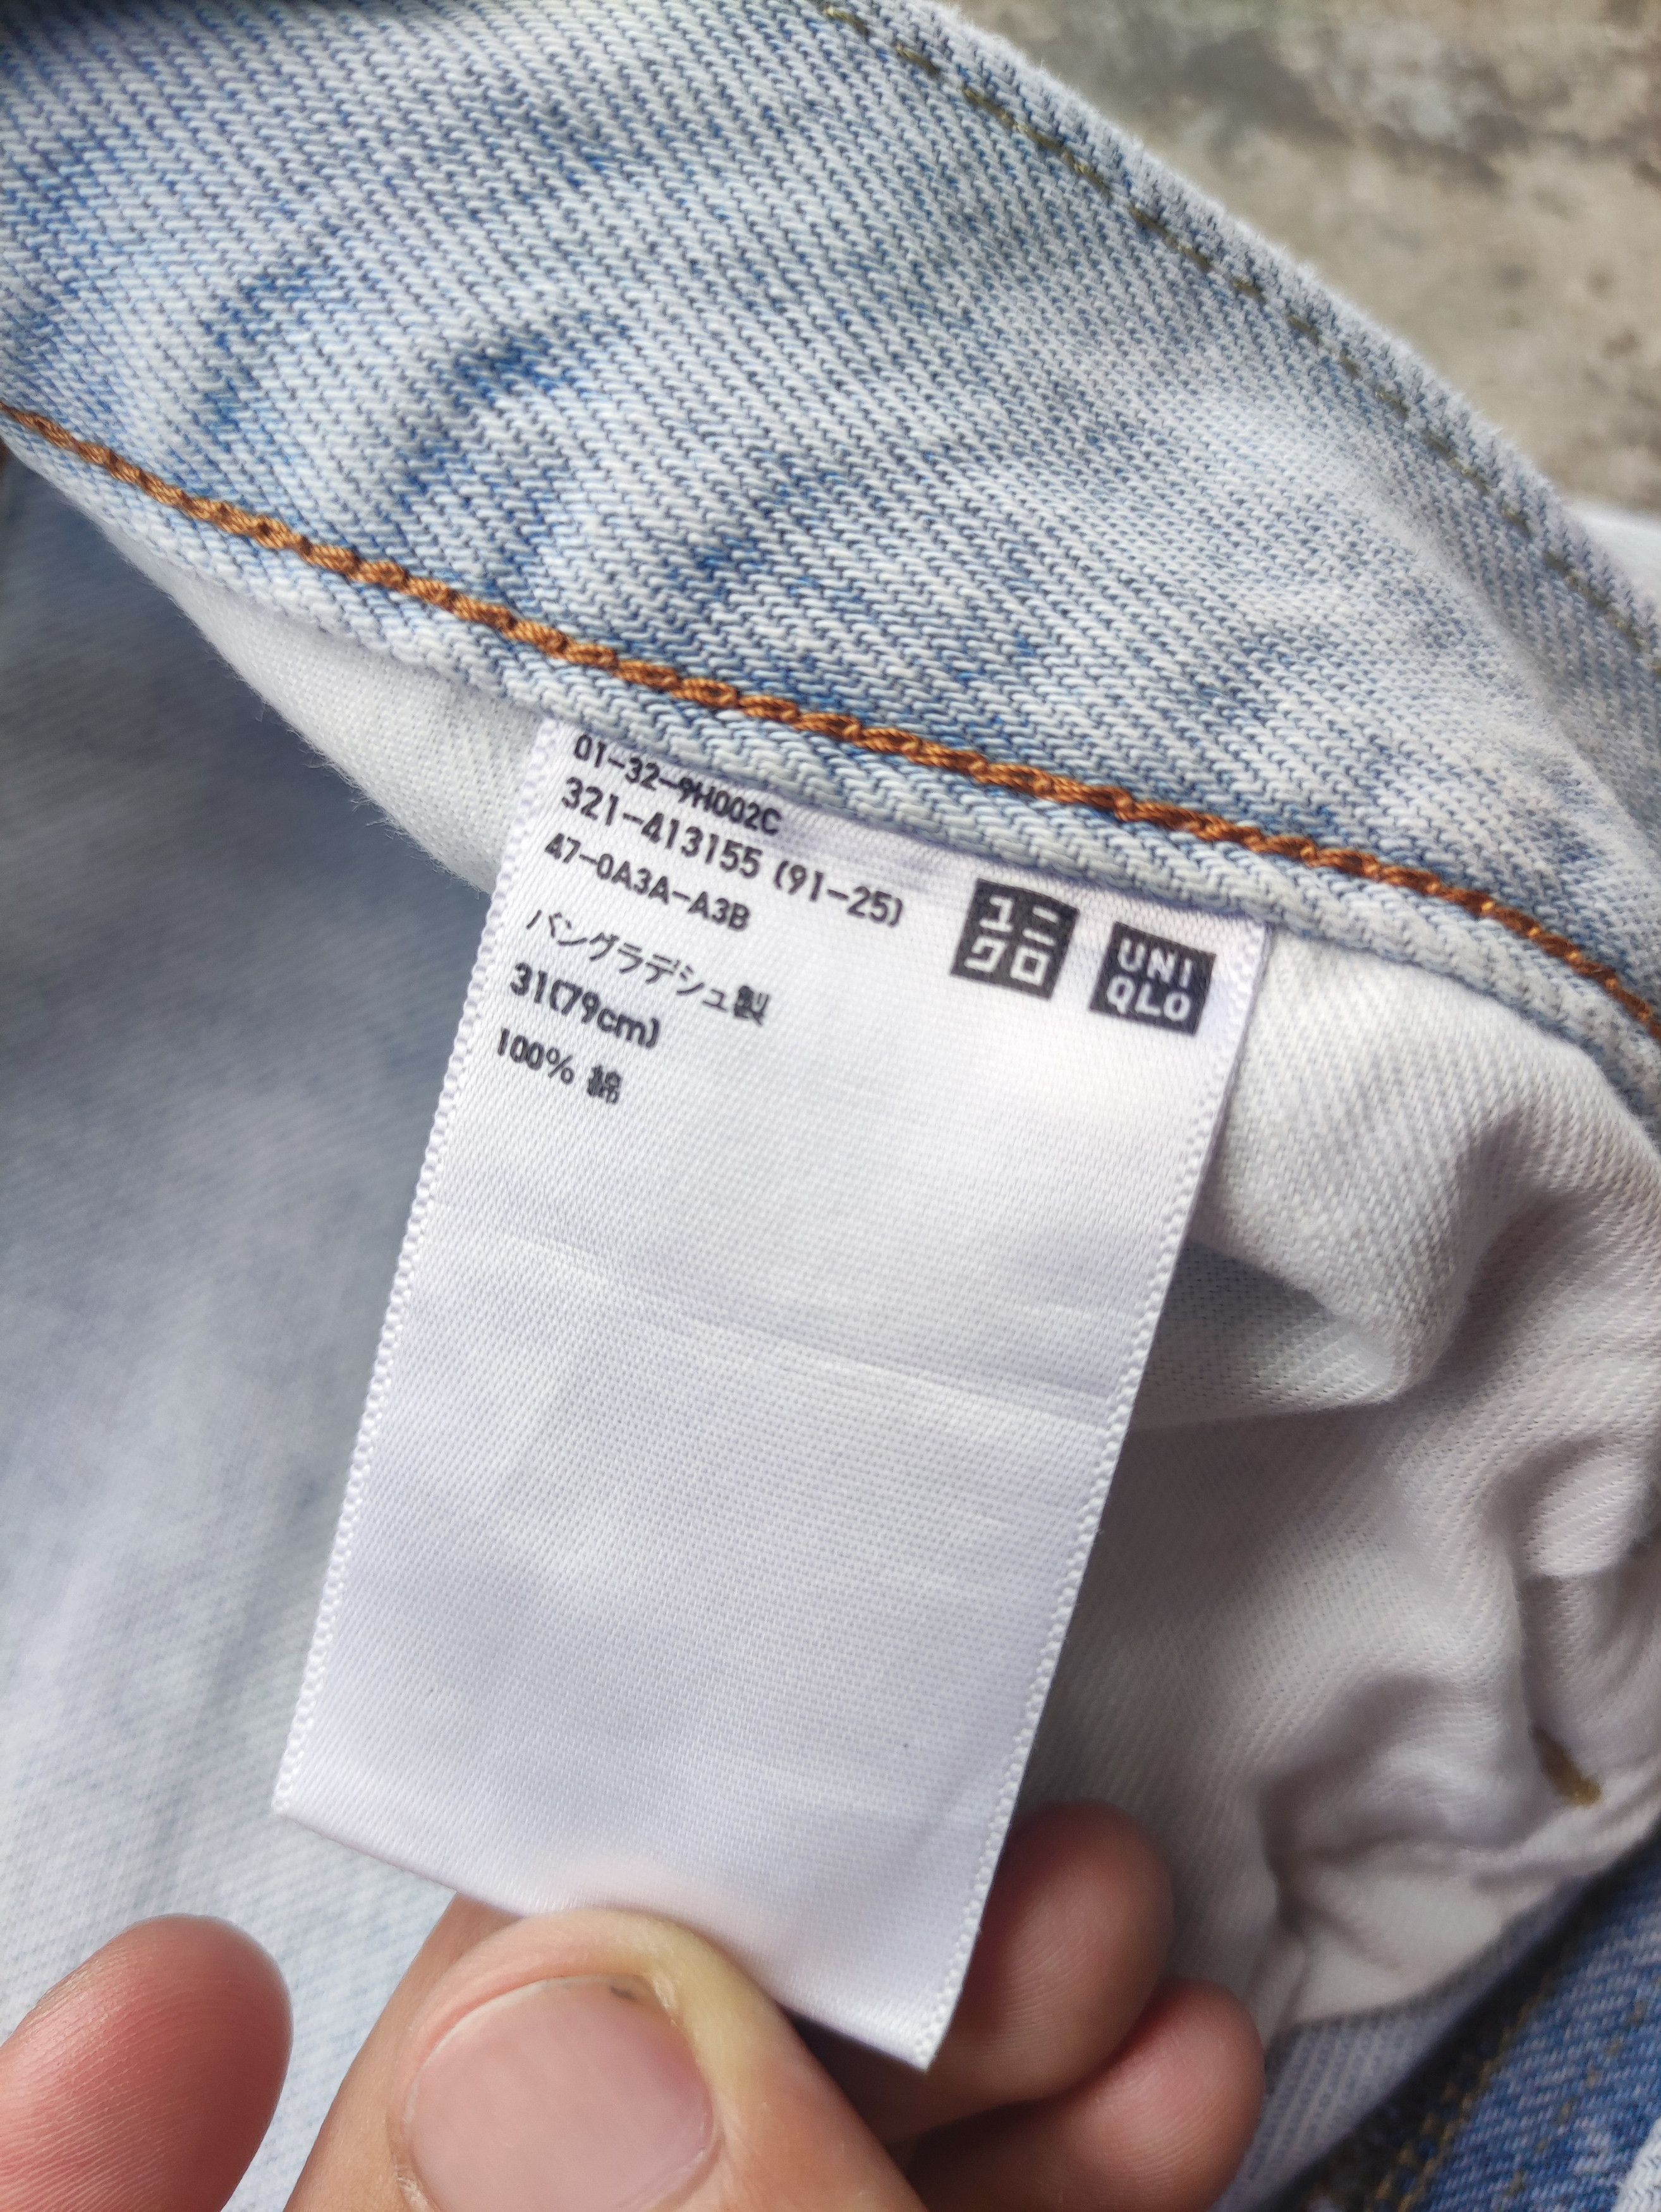 01-32-9H002C
321-413155 (91-25)
47-0A3A-A3B
バングラデシュ製
31(79cm)
100% 綿
ユニ
クロ
UNI
QLO